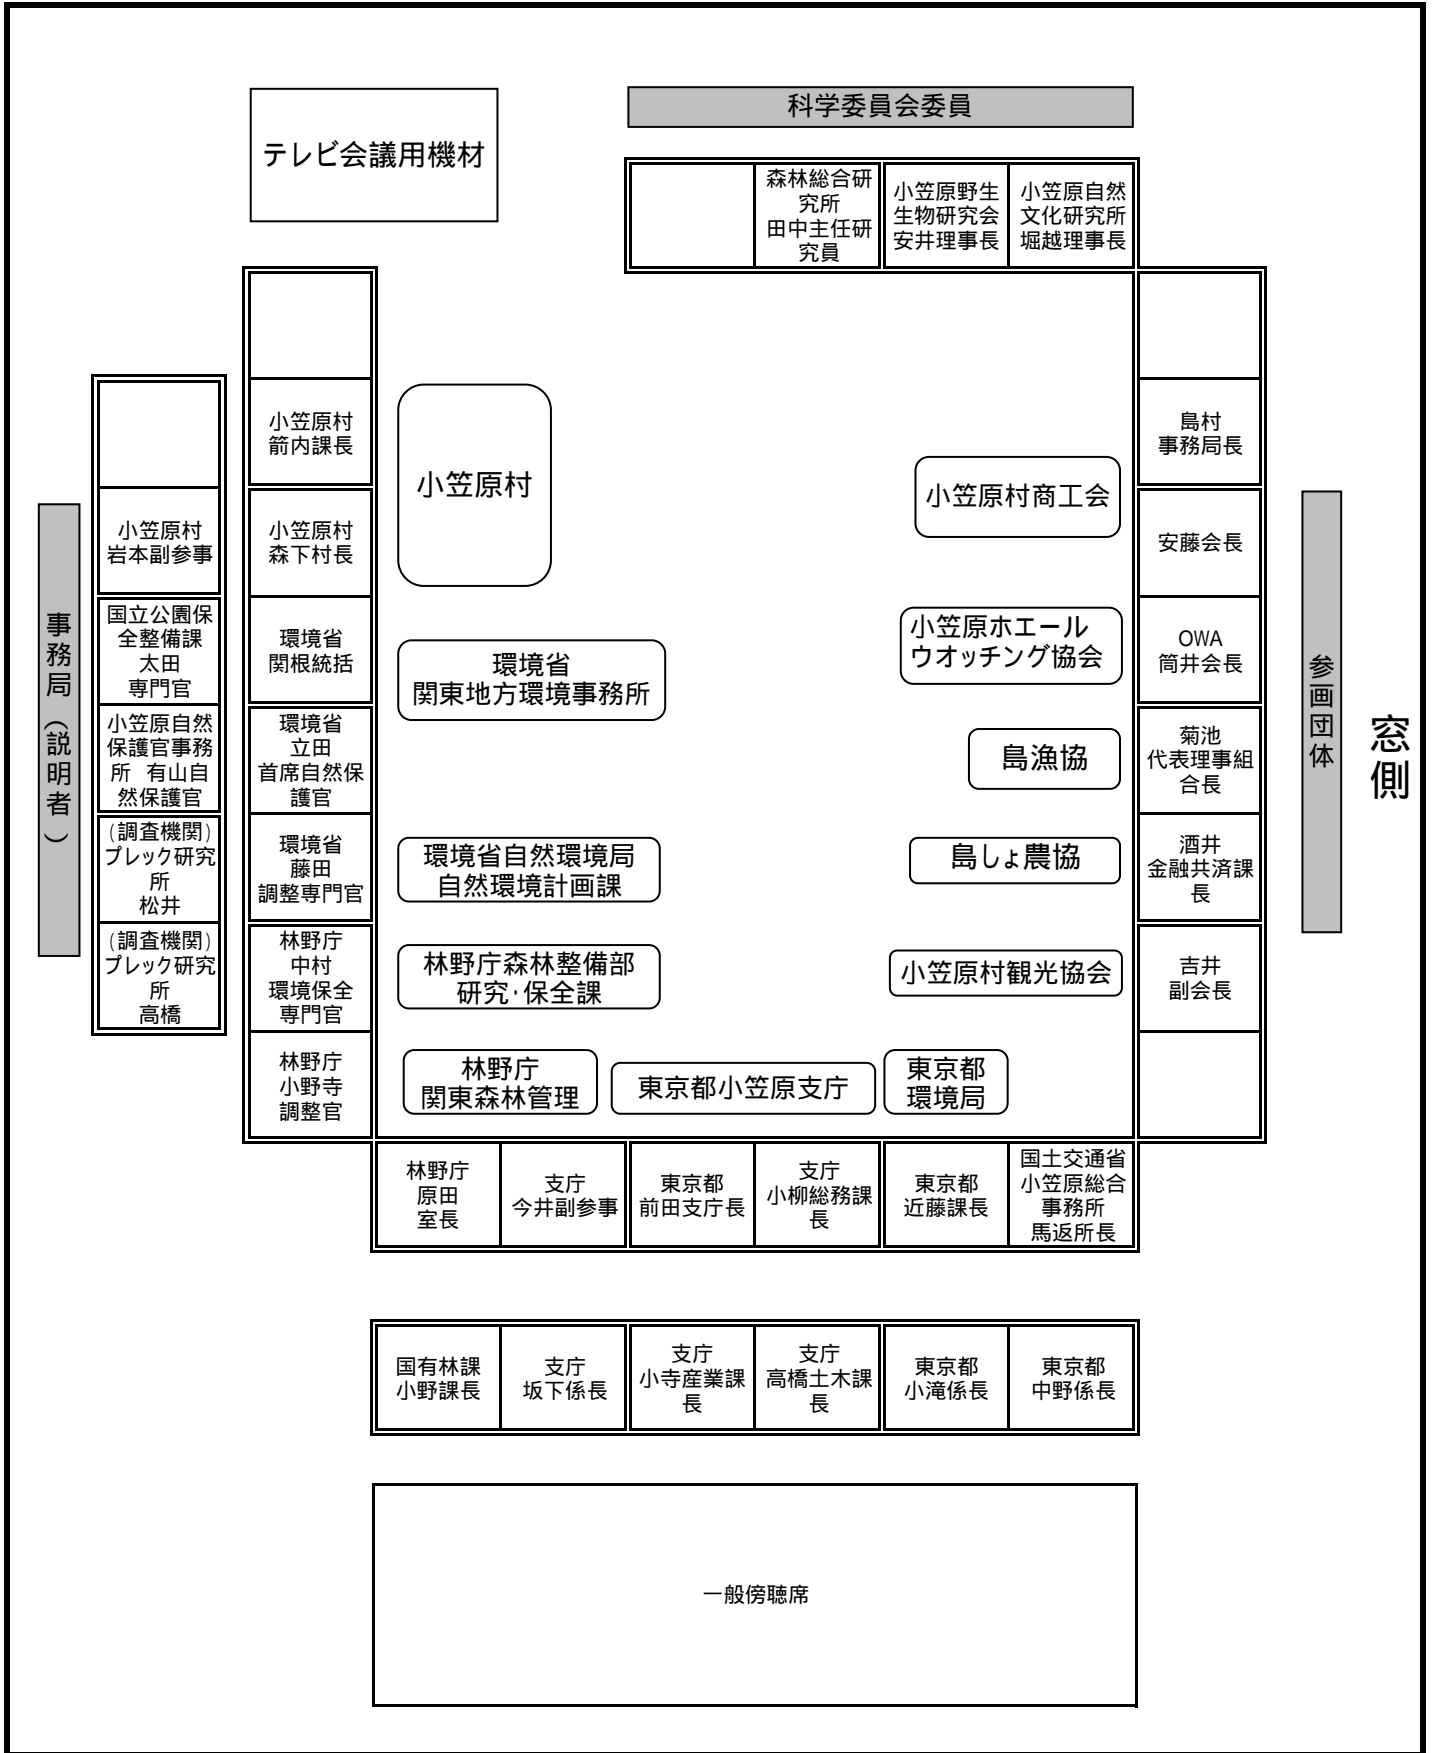 科学委員会委員
テレビ会議用機材
森林総合研
究所
田中主任研
究員
小笠原野生
生物研究会
安井理事長
小笠原自然
文化研究所
堀越理事長
事務局（説明者）
小笠原村
岩本副参事
国立公園保
全整備課
太田
専門官
小笠原自然
保護官事務
所 有山自
然保護官
(調査機関)
プレック研究
所
松井
(調査機関)
プレック研究
所
高橋
小笠原村
箭内課長
小笠原村
森下村長
環境省
関根統括
環境省
立田
首席自然保
護官
環境省
藤田
調整専門官
林野庁
中村
環境保全
専門官
林野庁
小野寺
調整官
小笠原村
環境省
関東地方環境事務所
環境省自然環境局
自然環境計画課
林野庁森林整備部
研究・保全課
林野庁
関東森林管理
東京都小笠原支庁
東京都
環境局
小笠原村商工会
小笠原ホエール
ウオッチング協会
島漁協
島しょ農協
小笠原村観光協会
島村
事務局長
安藤会長
OWA
筒井会長
菊池
代表理事組
合長
酒井
金融共済課
長
吉井
副会長
参画団体
窓側
林野庁
原田
室長
支庁
今井副参事
東京都
前田支庁長
支庁
小柳総務課
長
東京都
近藤課長
国土交通省
小笠原総合
事務所
馬返所長
国有林課
小野課長
支庁
坂下係長
支庁
小寺産業課
長
支庁
高橋土木課
長
東京都
小滝係長
東京都
中野係長
一般傍聴席